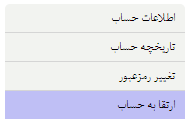 اطلاعات حساب
تاریخچه حساب
تغییر رمزعبور
ارتقا به حساب